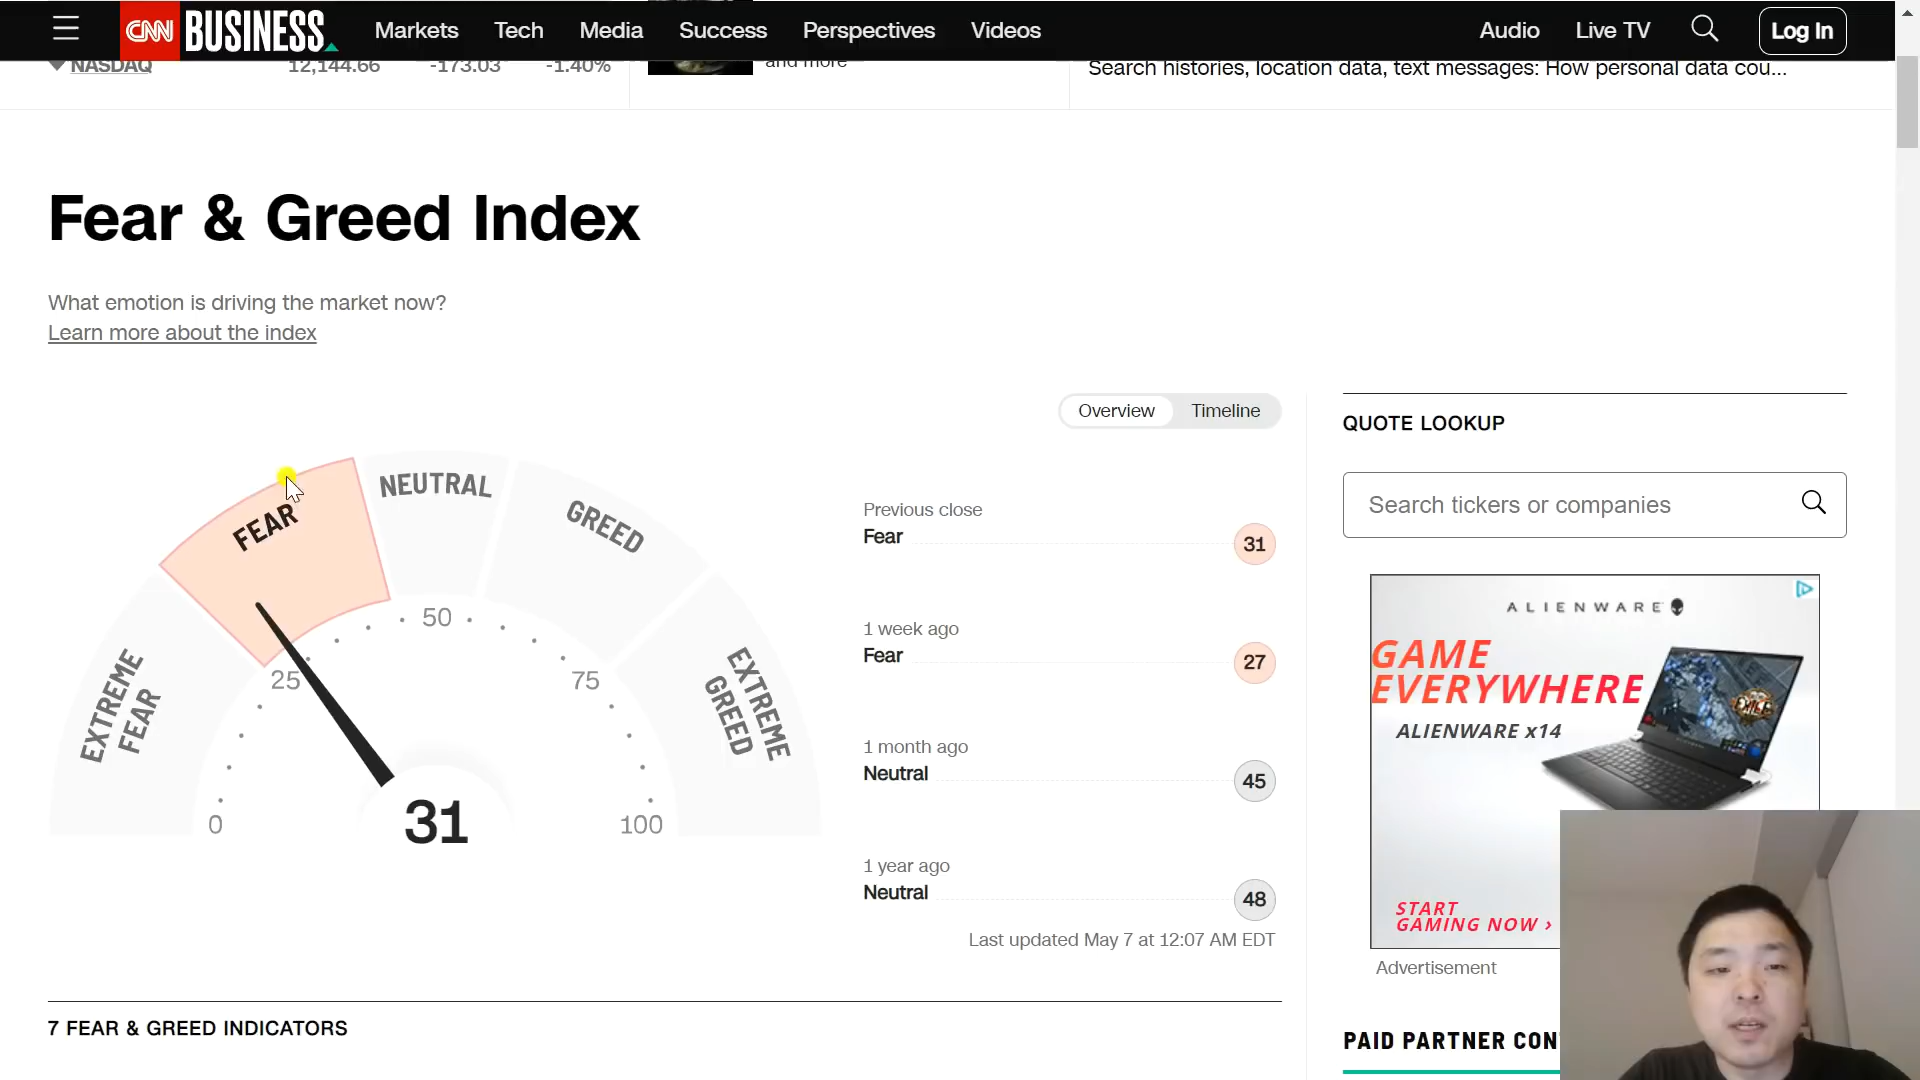 CNN BUSINESS
Markets
Tech
Media
Success
Perspectives
Videos
Audio
Live TV
Log In
NASDAQ 12,144.66 -173.03 -1.40%
and more
Search histories, location data, text messages: How personal data cou...
Fear & Greed Index
What emotion is driving the market now?
Learn more about the index
Overview
Timeline
EXTREME FEAR
FEAR
NEUTRAL
GREED
EXTREME GREED
0
25
50
75
100
31
Previous close
Fear 31
1 week ago
Fear 27
1 month ago
Neutral 45
1 year ago
Neutral 48
Last updated May 7 at 12:07 AM EDT
7 FEAR & GREED INDICATORS
QUOTE LOOKUP
Search tickers or companies
ALIENWARE
GAME
EVERYWHERE
ALIENWARE x14
START
GAMING NOW ›
Advertisement
PAID PARTNER CON